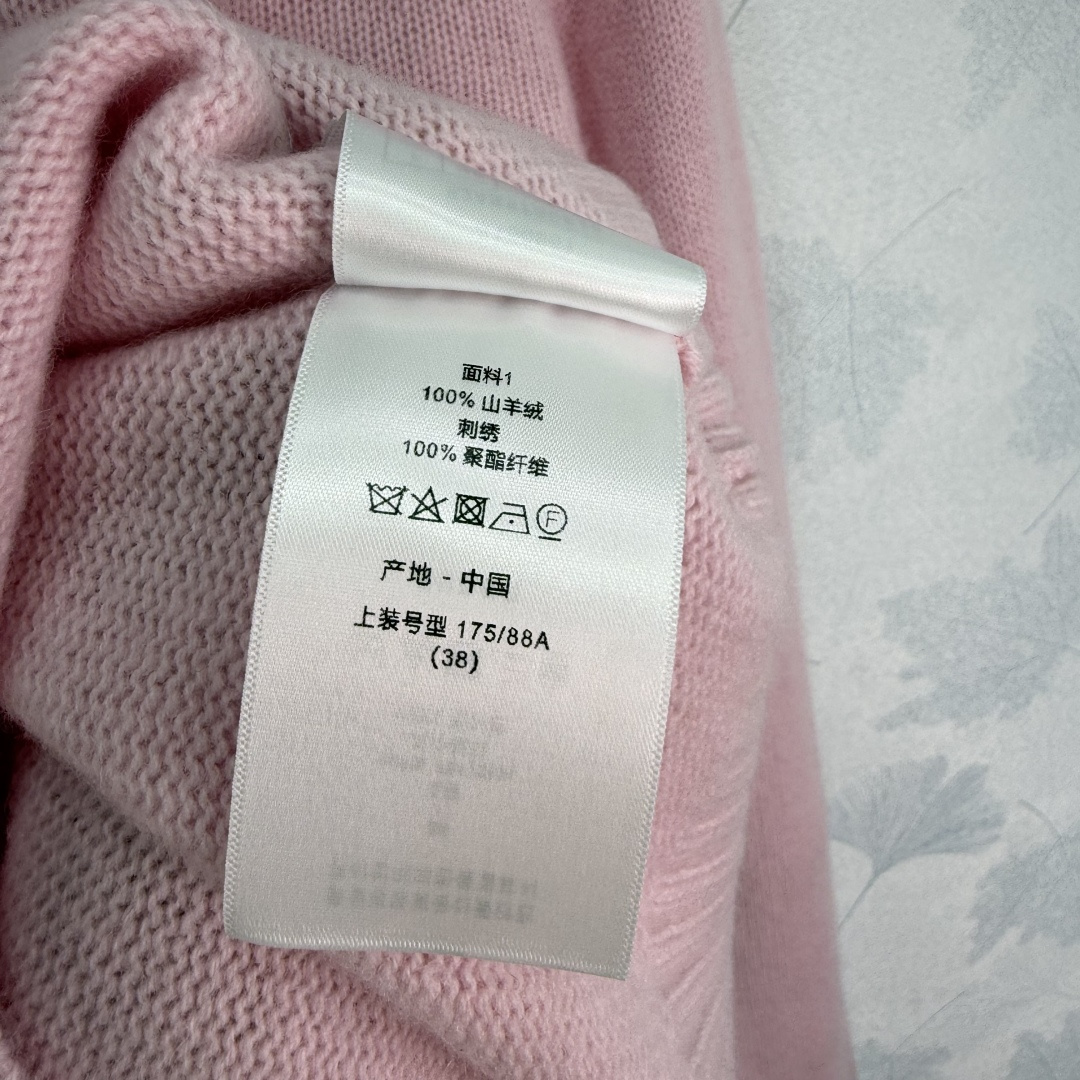 面料1
100% 山羊绒
刺绣
100% 聚酯纤维
F
产地 - 中国
上装号型 175/88A
(38)